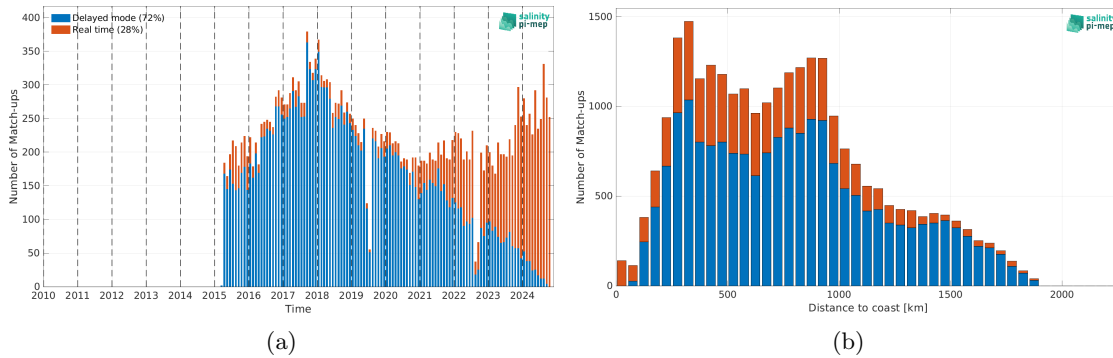 Delayed mode (72%)
Real time (28%)
salinity
pi-mep
Number of Match-ups
400
350
300
250
200
150
100
50
0
2010 2011 2012 2013 2014 2015 2016 2017 2018 2019 2020 2021 2022 2023 2024
Time
(a)
salinity
pi-mep
Number of Match-ups
1500
1000
500
0
0 500 1000 1500 2000
Distance to coast [km]
(b)